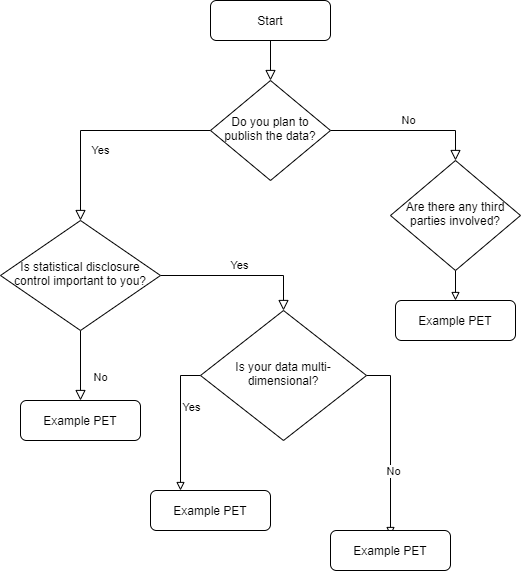 Start
Do you plan to
publish the data?
No
Yes
Are there any third
parties involved?
Is statistical disclosure
control important to you?
Yes
Example PET
Is your data multi-
dimensional?
No
Yes
Example PET
No
Example PET
Example PET